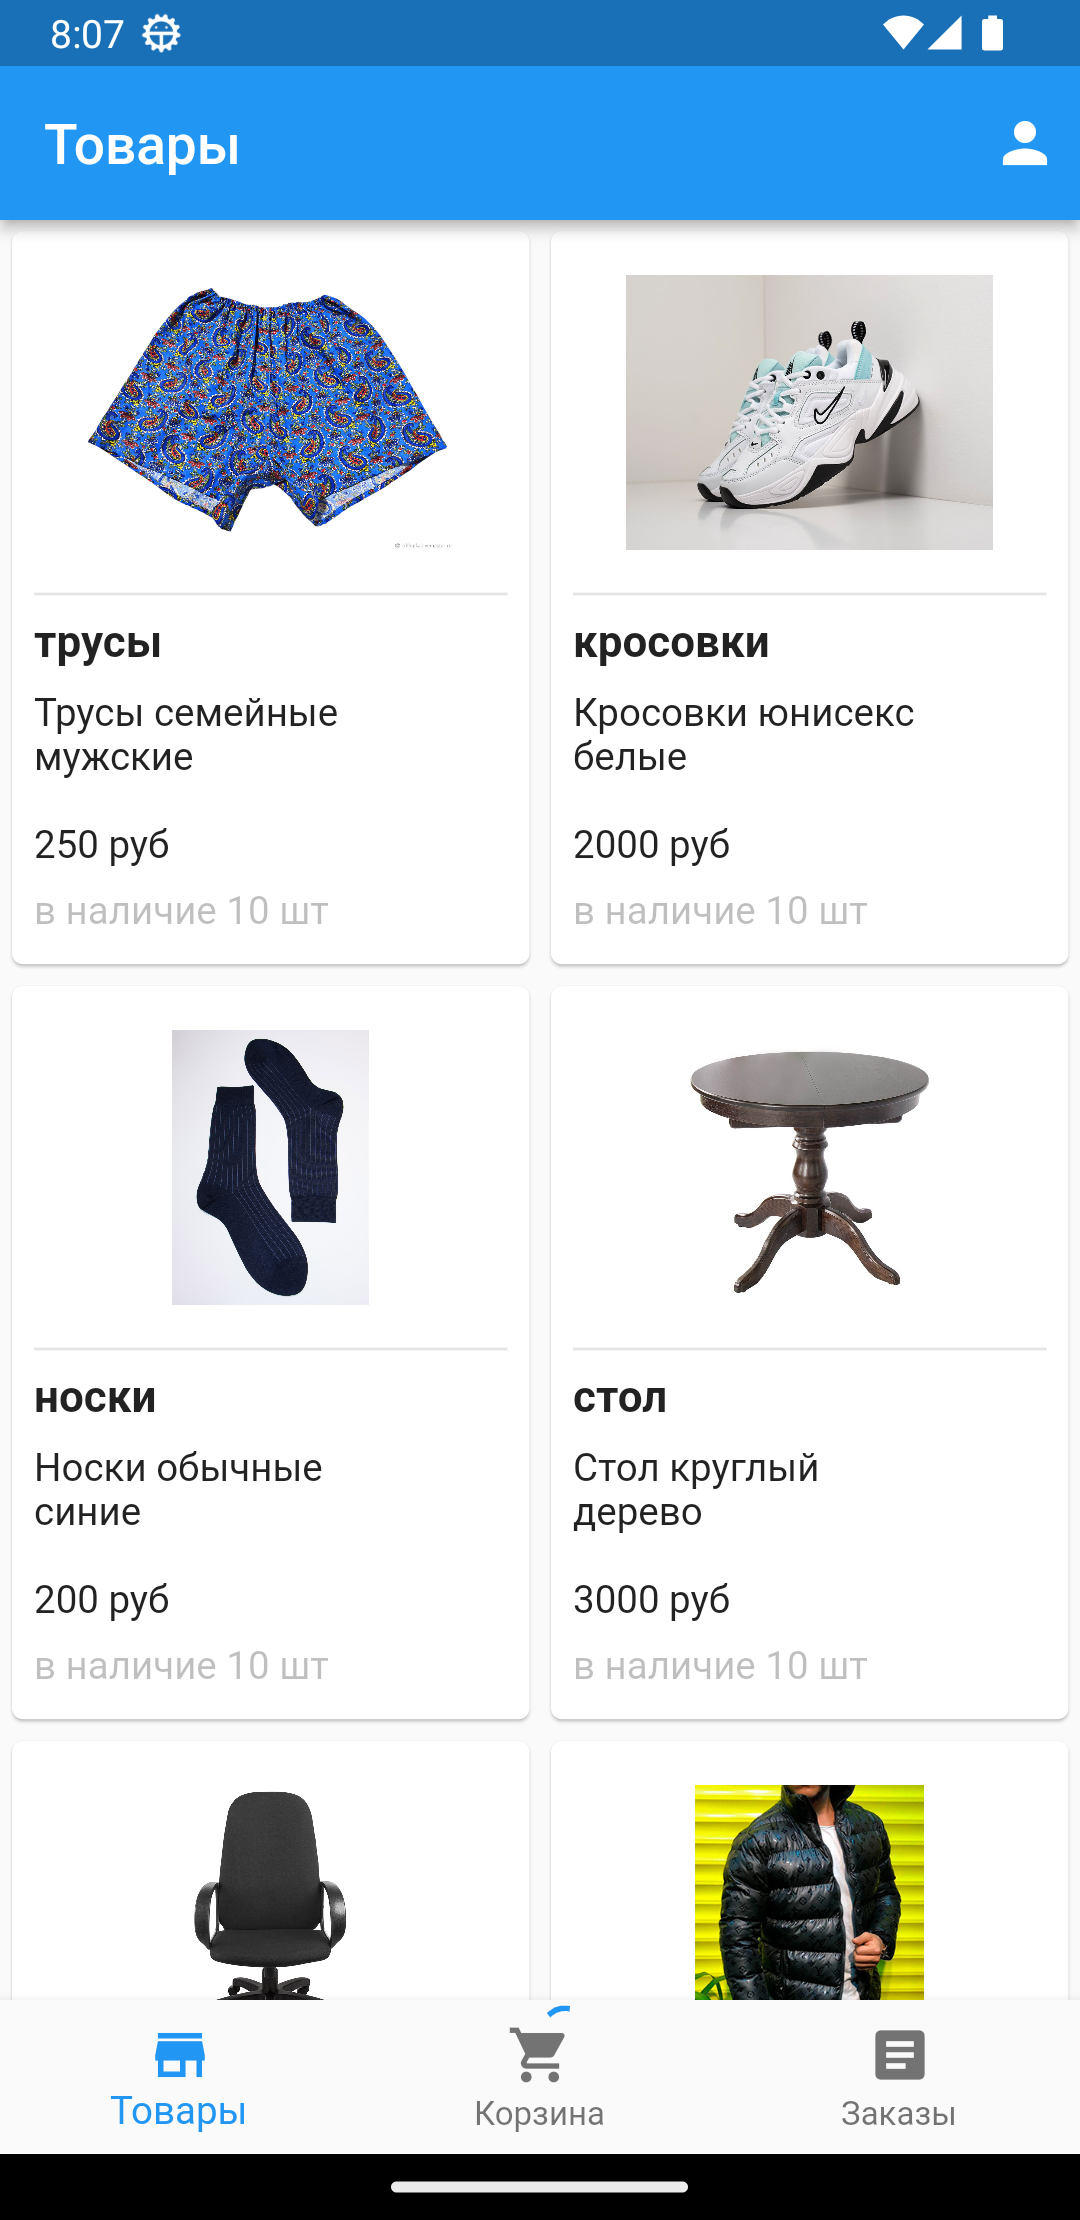 8:07
Товары
трусы
Трусы семейные
мужские
250 руб
в наличие 10 шт
кросовки
Кросовки юнисекс
белые
2000 руб
в наличие 10 шт
носки
Носки обычные
синие
200 руб
в наличие 10 шт
стол
Стол круглый
дерево
3000 руб
в наличие 10 шт
Товары
Корзина
Заказы